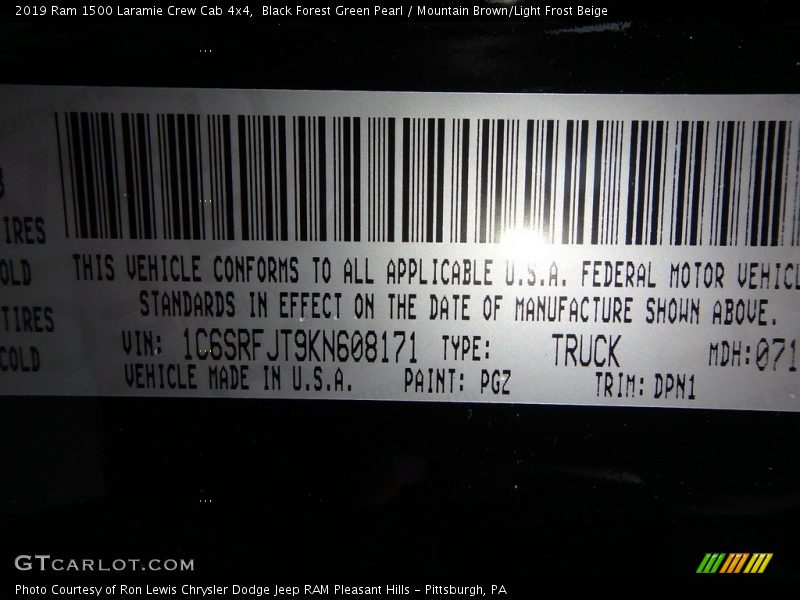 2019 Ram 1500 Laramie Crew Cab 4x4, Black Forest Green Pearl / Mountain Brown/Light Frost Beige
IRES
OLD
TIRES
COLD
THIS VEHICLE CONFORMS TO ALL APPLICABLE U.S.A. FEDERAL MOTOR VEHICL
STANDARDS IN EFFECT ON THE DATE OF MANUFACTURE SHOWN ABOVE.
VIN: 1C6SRFJT9KN608171 TYPE: TRUCK MDH: 071
VEHICLE MADE IN U.S.A. PAINT: PGZ TRIM: DPN1
GTCARLOT.COM
Photo Courtesy of Ron Lewis Chrysler Dodge Jeep RAM Pleasant Hills - Pittsburgh, PA